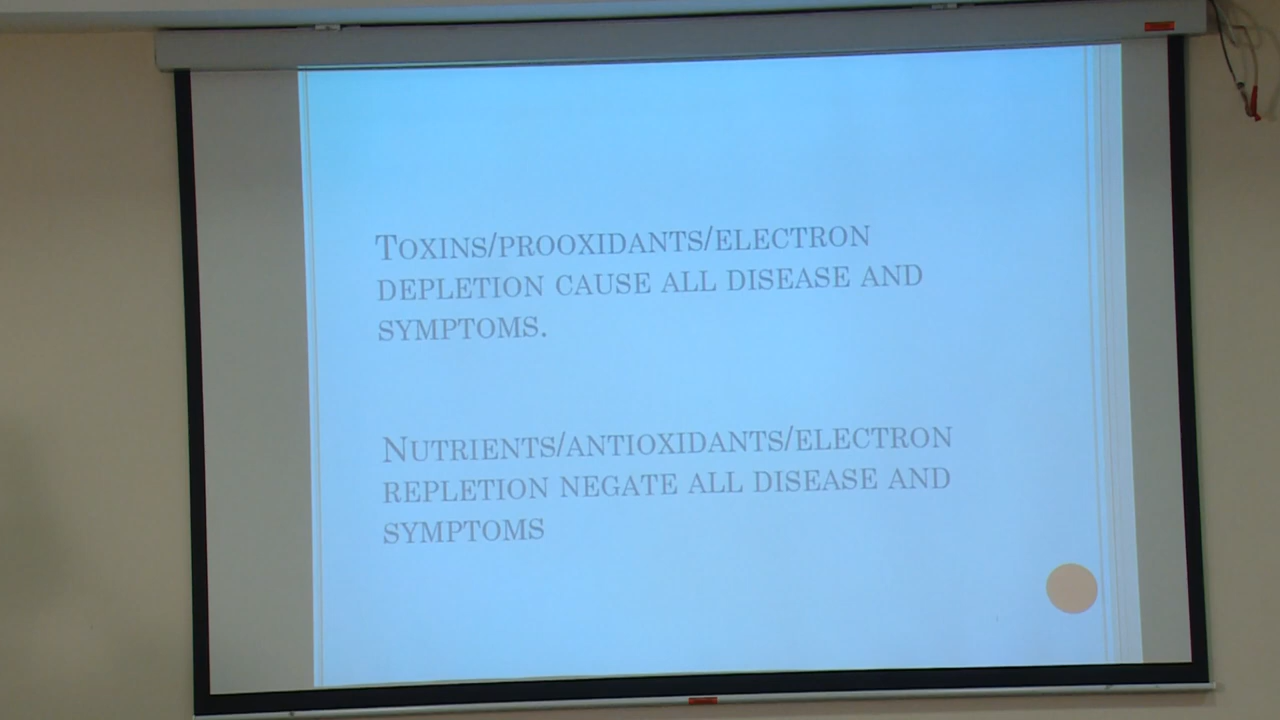 TOXINS/PROOXIDANTS/ELECTRON
DEPLETION CAUSE ALL DISEASE AND
SYMPTOMS.
NUTRIENTS/ANTIOXIDANTS/ELECTRON
REPLETION NEGATE ALL DISEASE AND
SYMPTOMS